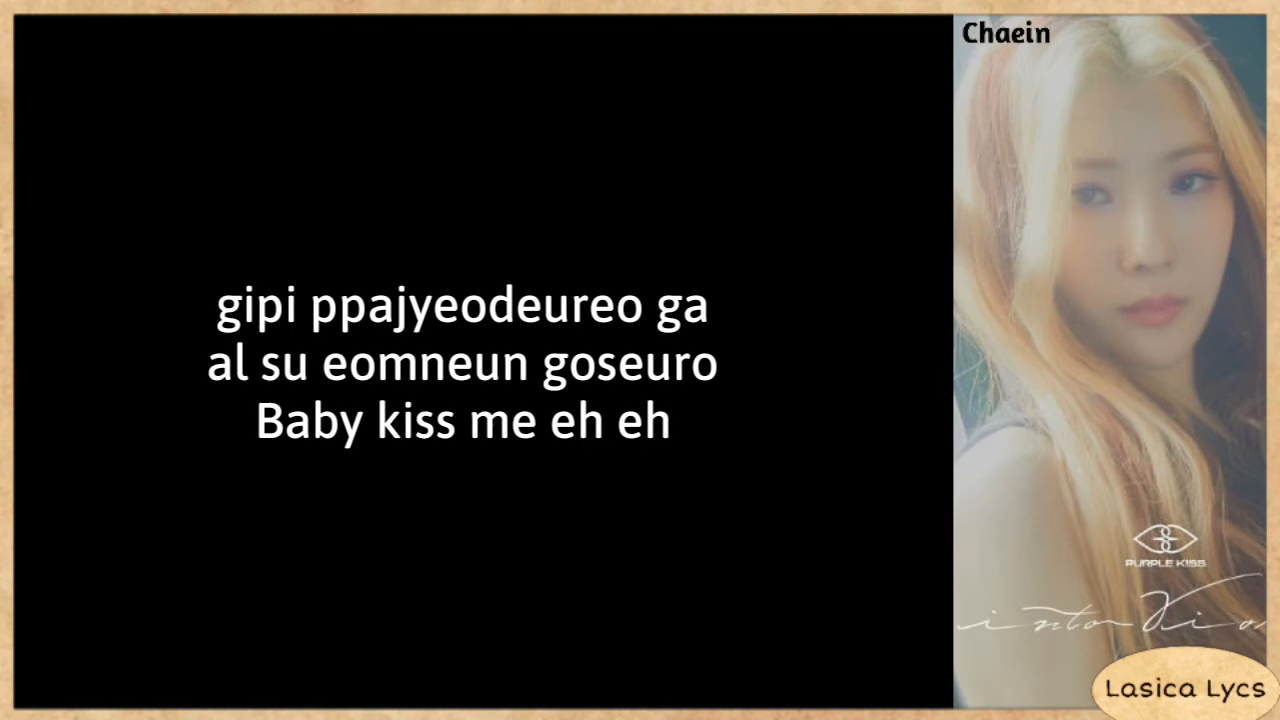 Chaein
gipi ppajyeodeureo ga
al su eomneun goseuro
Baby kiss me eh eh
PURPLE KISS
Lasica Lycs